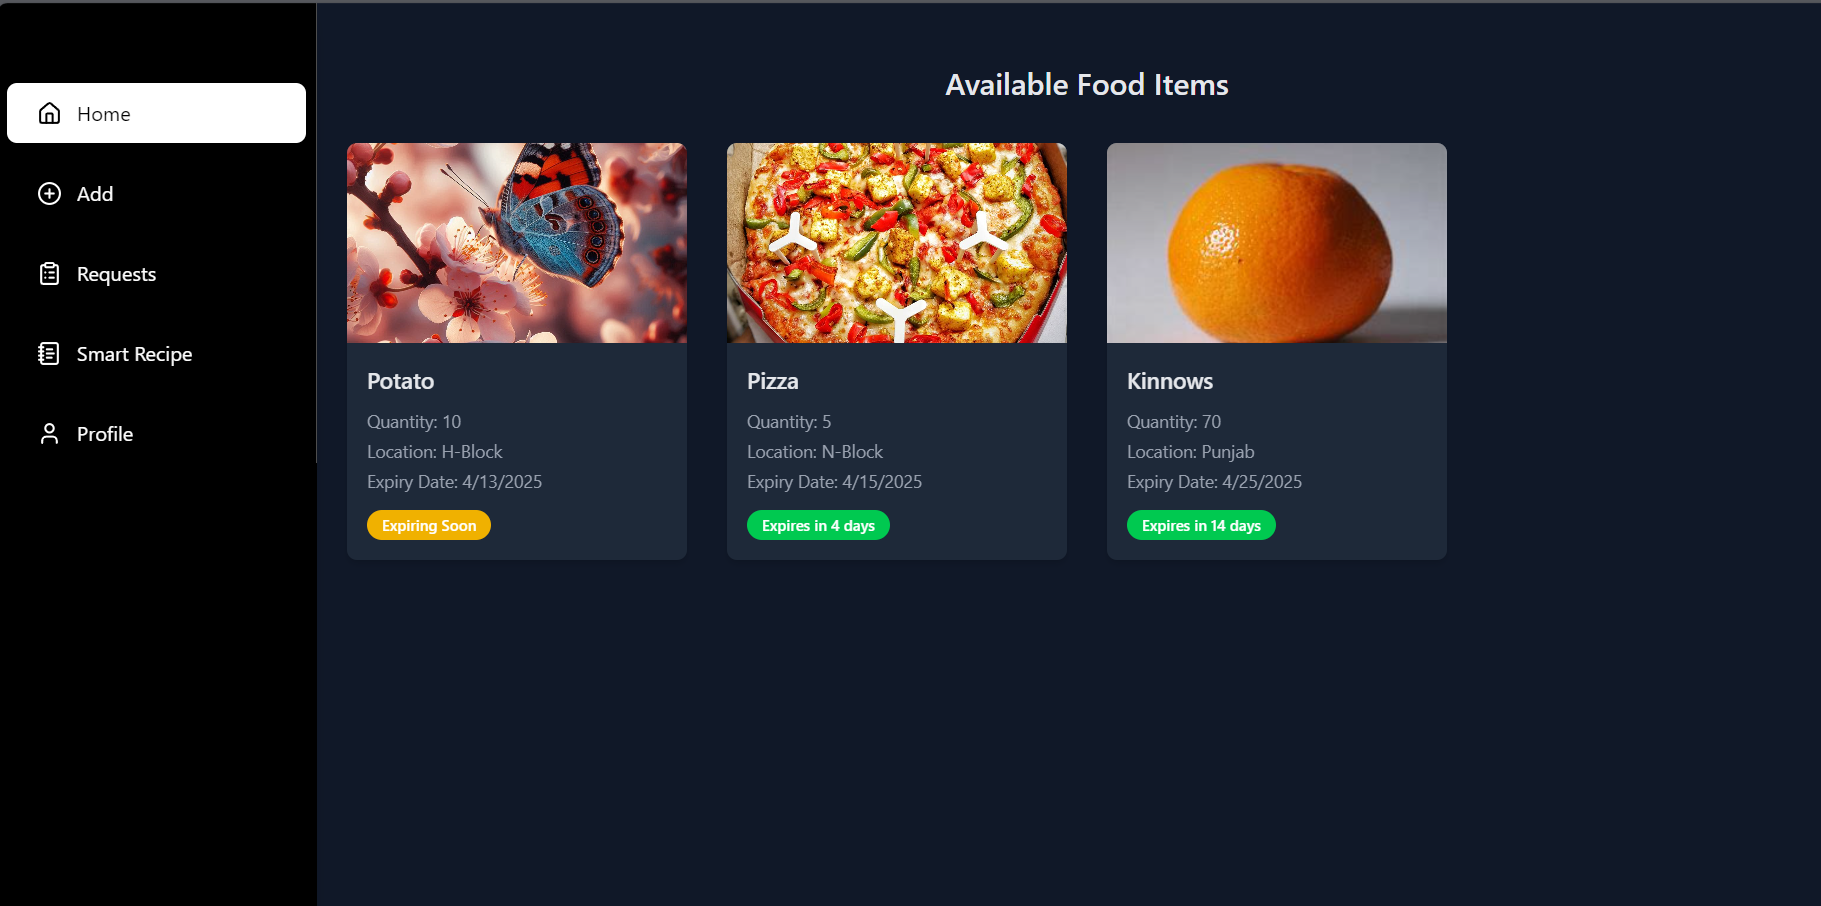 Home
Add
Requests
Smart Recipe
Profile
Available Food Items
Potato
Quantity: 10
Location: H-Block
Expiry Date: 4/13/2025
Expiring Soon
Pizza
Quantity: 5
Location: N-Block
Expiry Date: 4/15/2025
Expires in 4 days
Kinnows
Quantity: 70
Location: Punjab
Expiry Date: 4/25/2025
Expires in 14 days